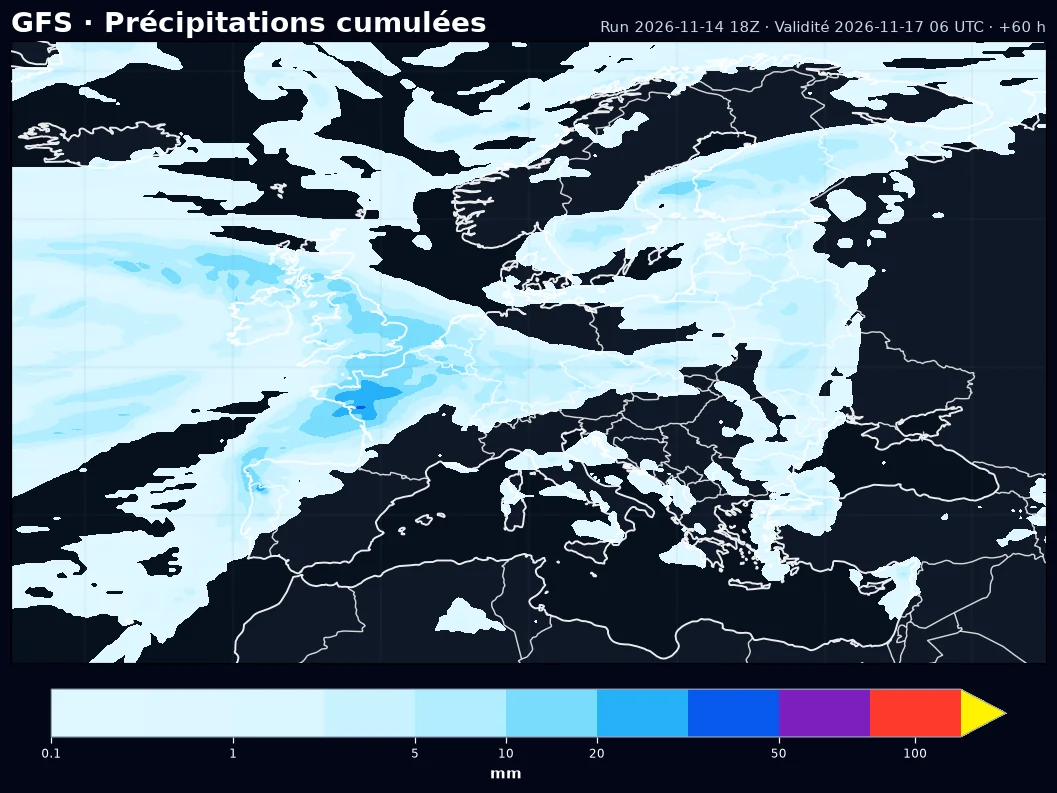 GFS · Précipitations cumulées
Run 2026-11-14 18Z · Validité 2026-11-17 06 UTC · +60 h
0.1 1 5 10 20 50 100
mm